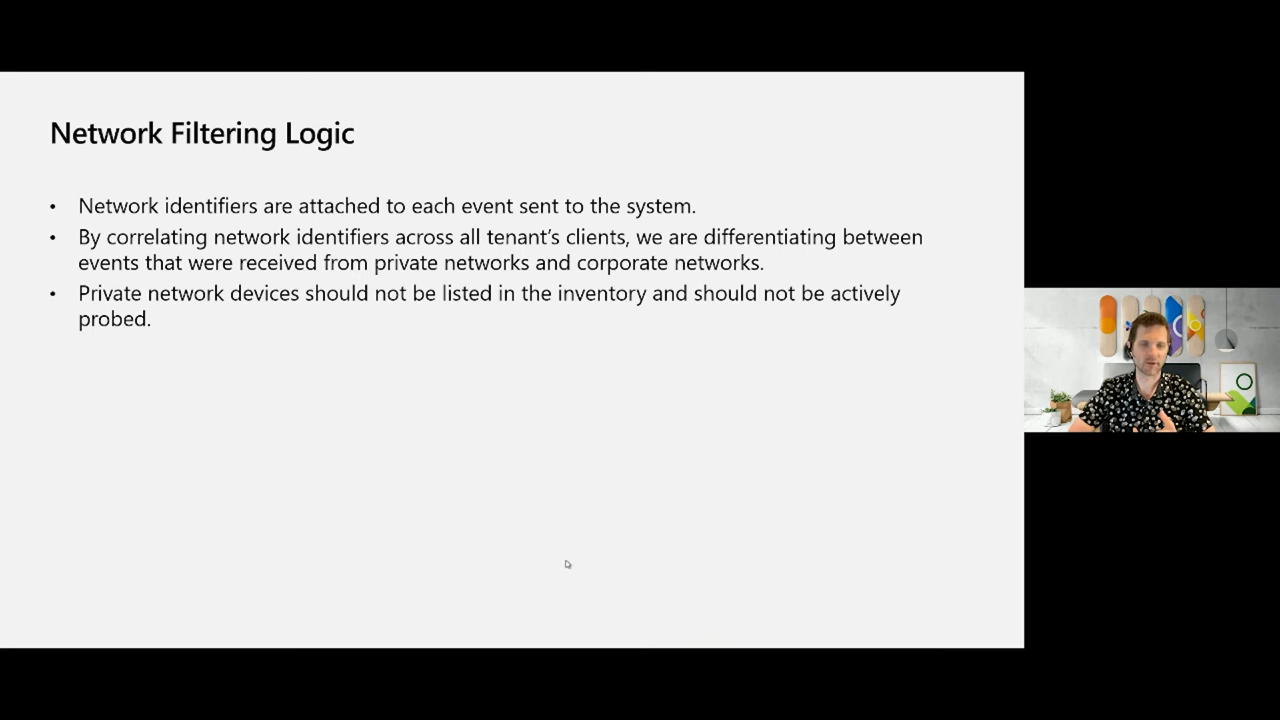 Network Filtering Logic
• Network identifiers are attached to each event sent to the system.
• By correlating network identifiers across all tenant's clients, we are differentiating between
events that were received from private networks and corporate networks.
• Private network devices should not be listed in the inventory and should not be actively
probed.